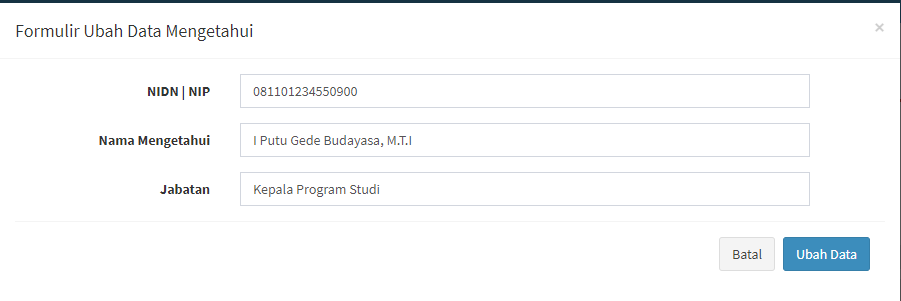 Formulir Ubah Data Mengetahui
×
NIDN | NIP
081101234550900
Nama Mengetahui
I Putu Gede Budayasa, M.T.I
Jabatan
Kepala Program Studi
Batal
Ubah Data